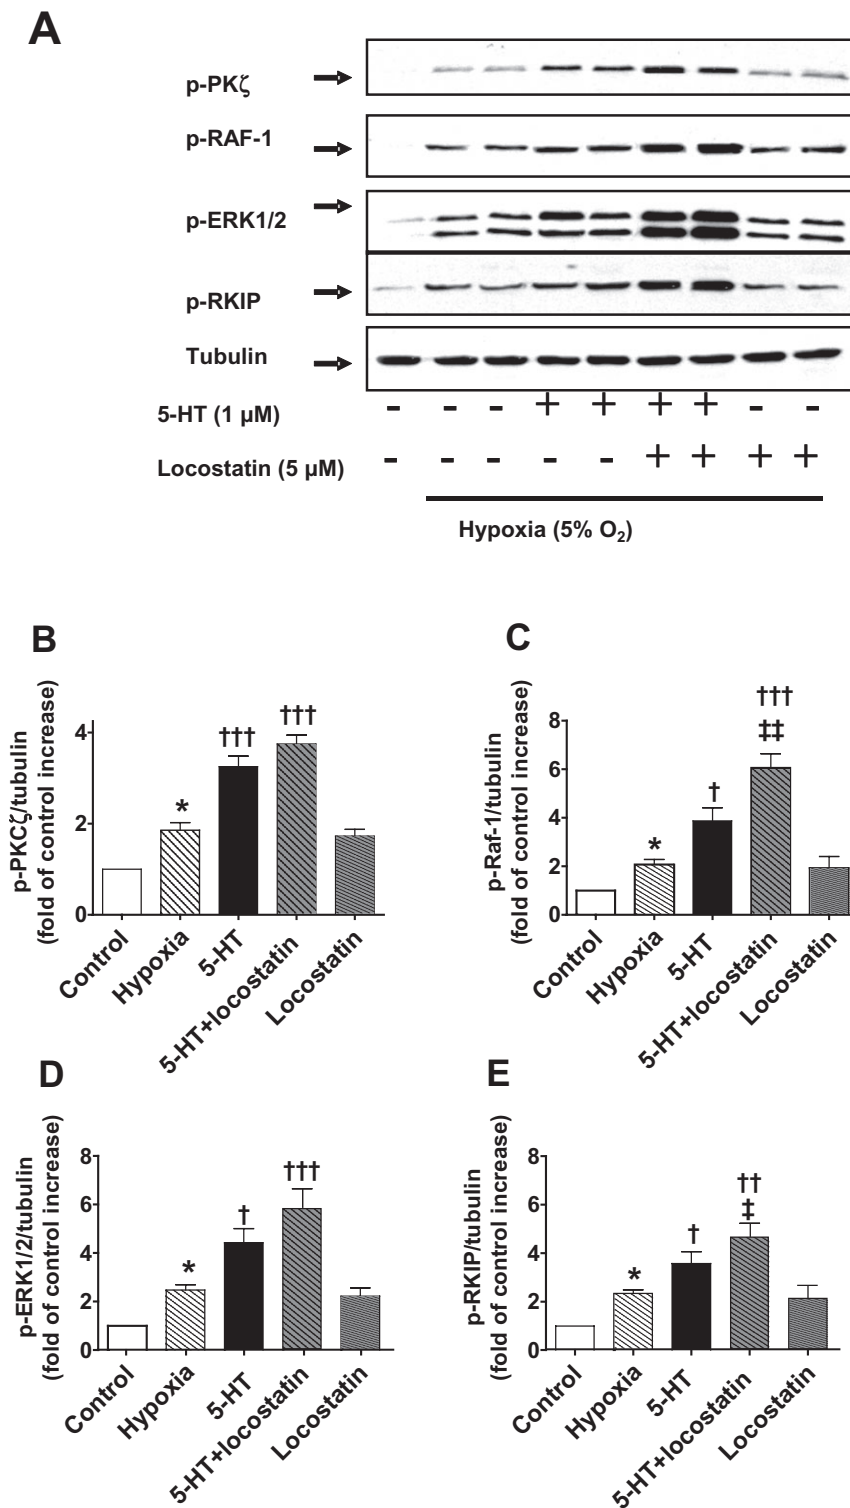 A
p-PKζ
p-RAF-1
p-ERK1/2
p-RKIP
Tubulin
5-HT (1 µM) - - - + + + + - -
Locostatin (5 µM) - - - - - + + + +
Hypoxia (5% O₂)
B
p-PKCζ/tubulin
(fold of control increase)
4
2
0
*
†††
†††
Control
Hypoxia
5-HT
5-HT+locostatin
Locostatin
C
p-Raf-1/tubulin
(fold of control increase)
8
6
4
2
0
*
†
†††
‡‡
Control
Hypoxia
5-HT
5-HT+locostatin
Locostatin
D
p-ERK1/2/tubulin
(fold of control increase)
8
6
4
2
0
*
†
†††
Control
Hypoxia
5-HT
5-HT+locostatin
Locostatin
E
p-RKIP/tubulin
(fold of control increase)
8
6
4
2
0
*
†
††
‡
Control
Hypoxia
5-HT
5-HT+locostatin
Locostatin